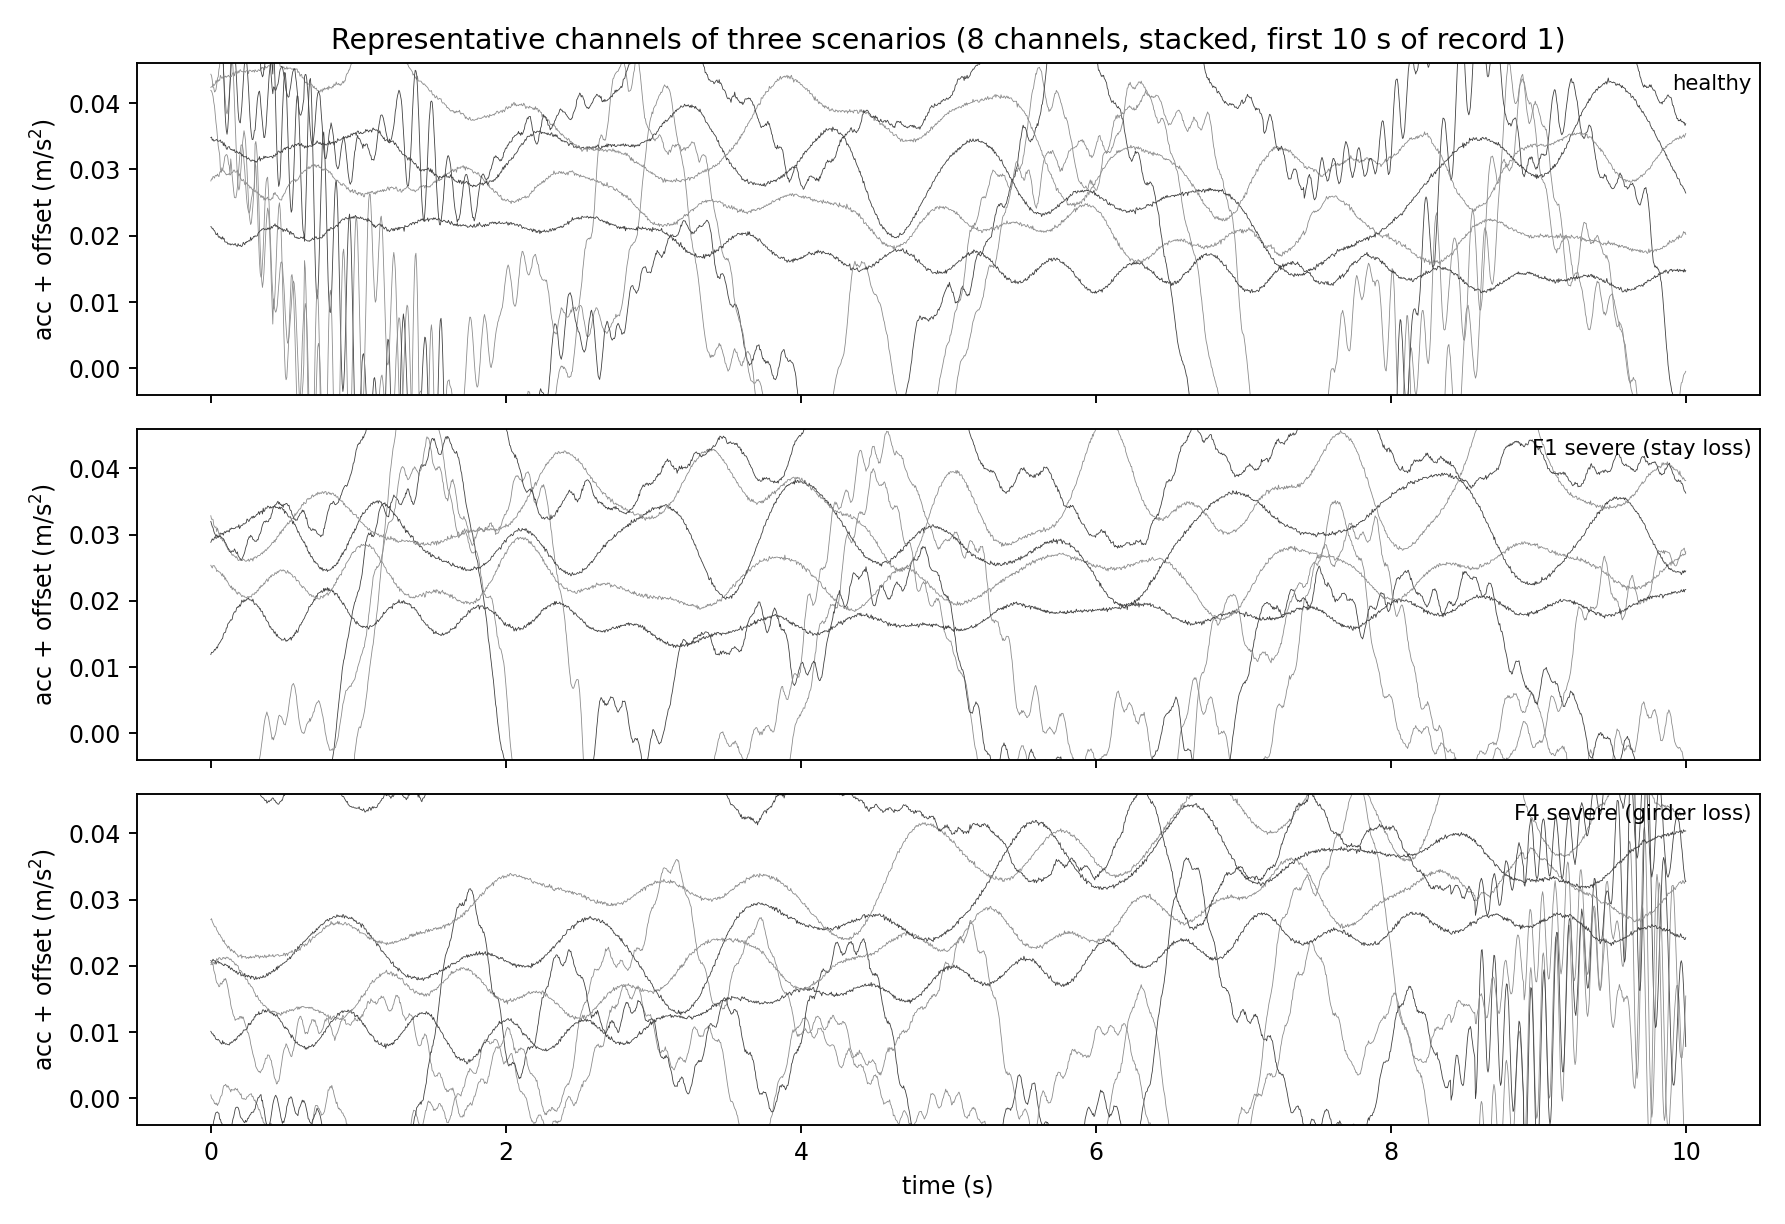 Representative channels of three scenarios (8 channels, stacked, first 10 s of record 1)
healthy
acc + offset (m/s²)
0.04
0.03
0.02
0.01
0.00
F1 severe (stay loss)
acc + offset (m/s²)
0.04
0.03
0.02
0.01
0.00
F4 severe (girder loss)
acc + offset (m/s²)
0.04
0.03
0.02
0.01
0.00
0 2 4 6 8 10
time (s)